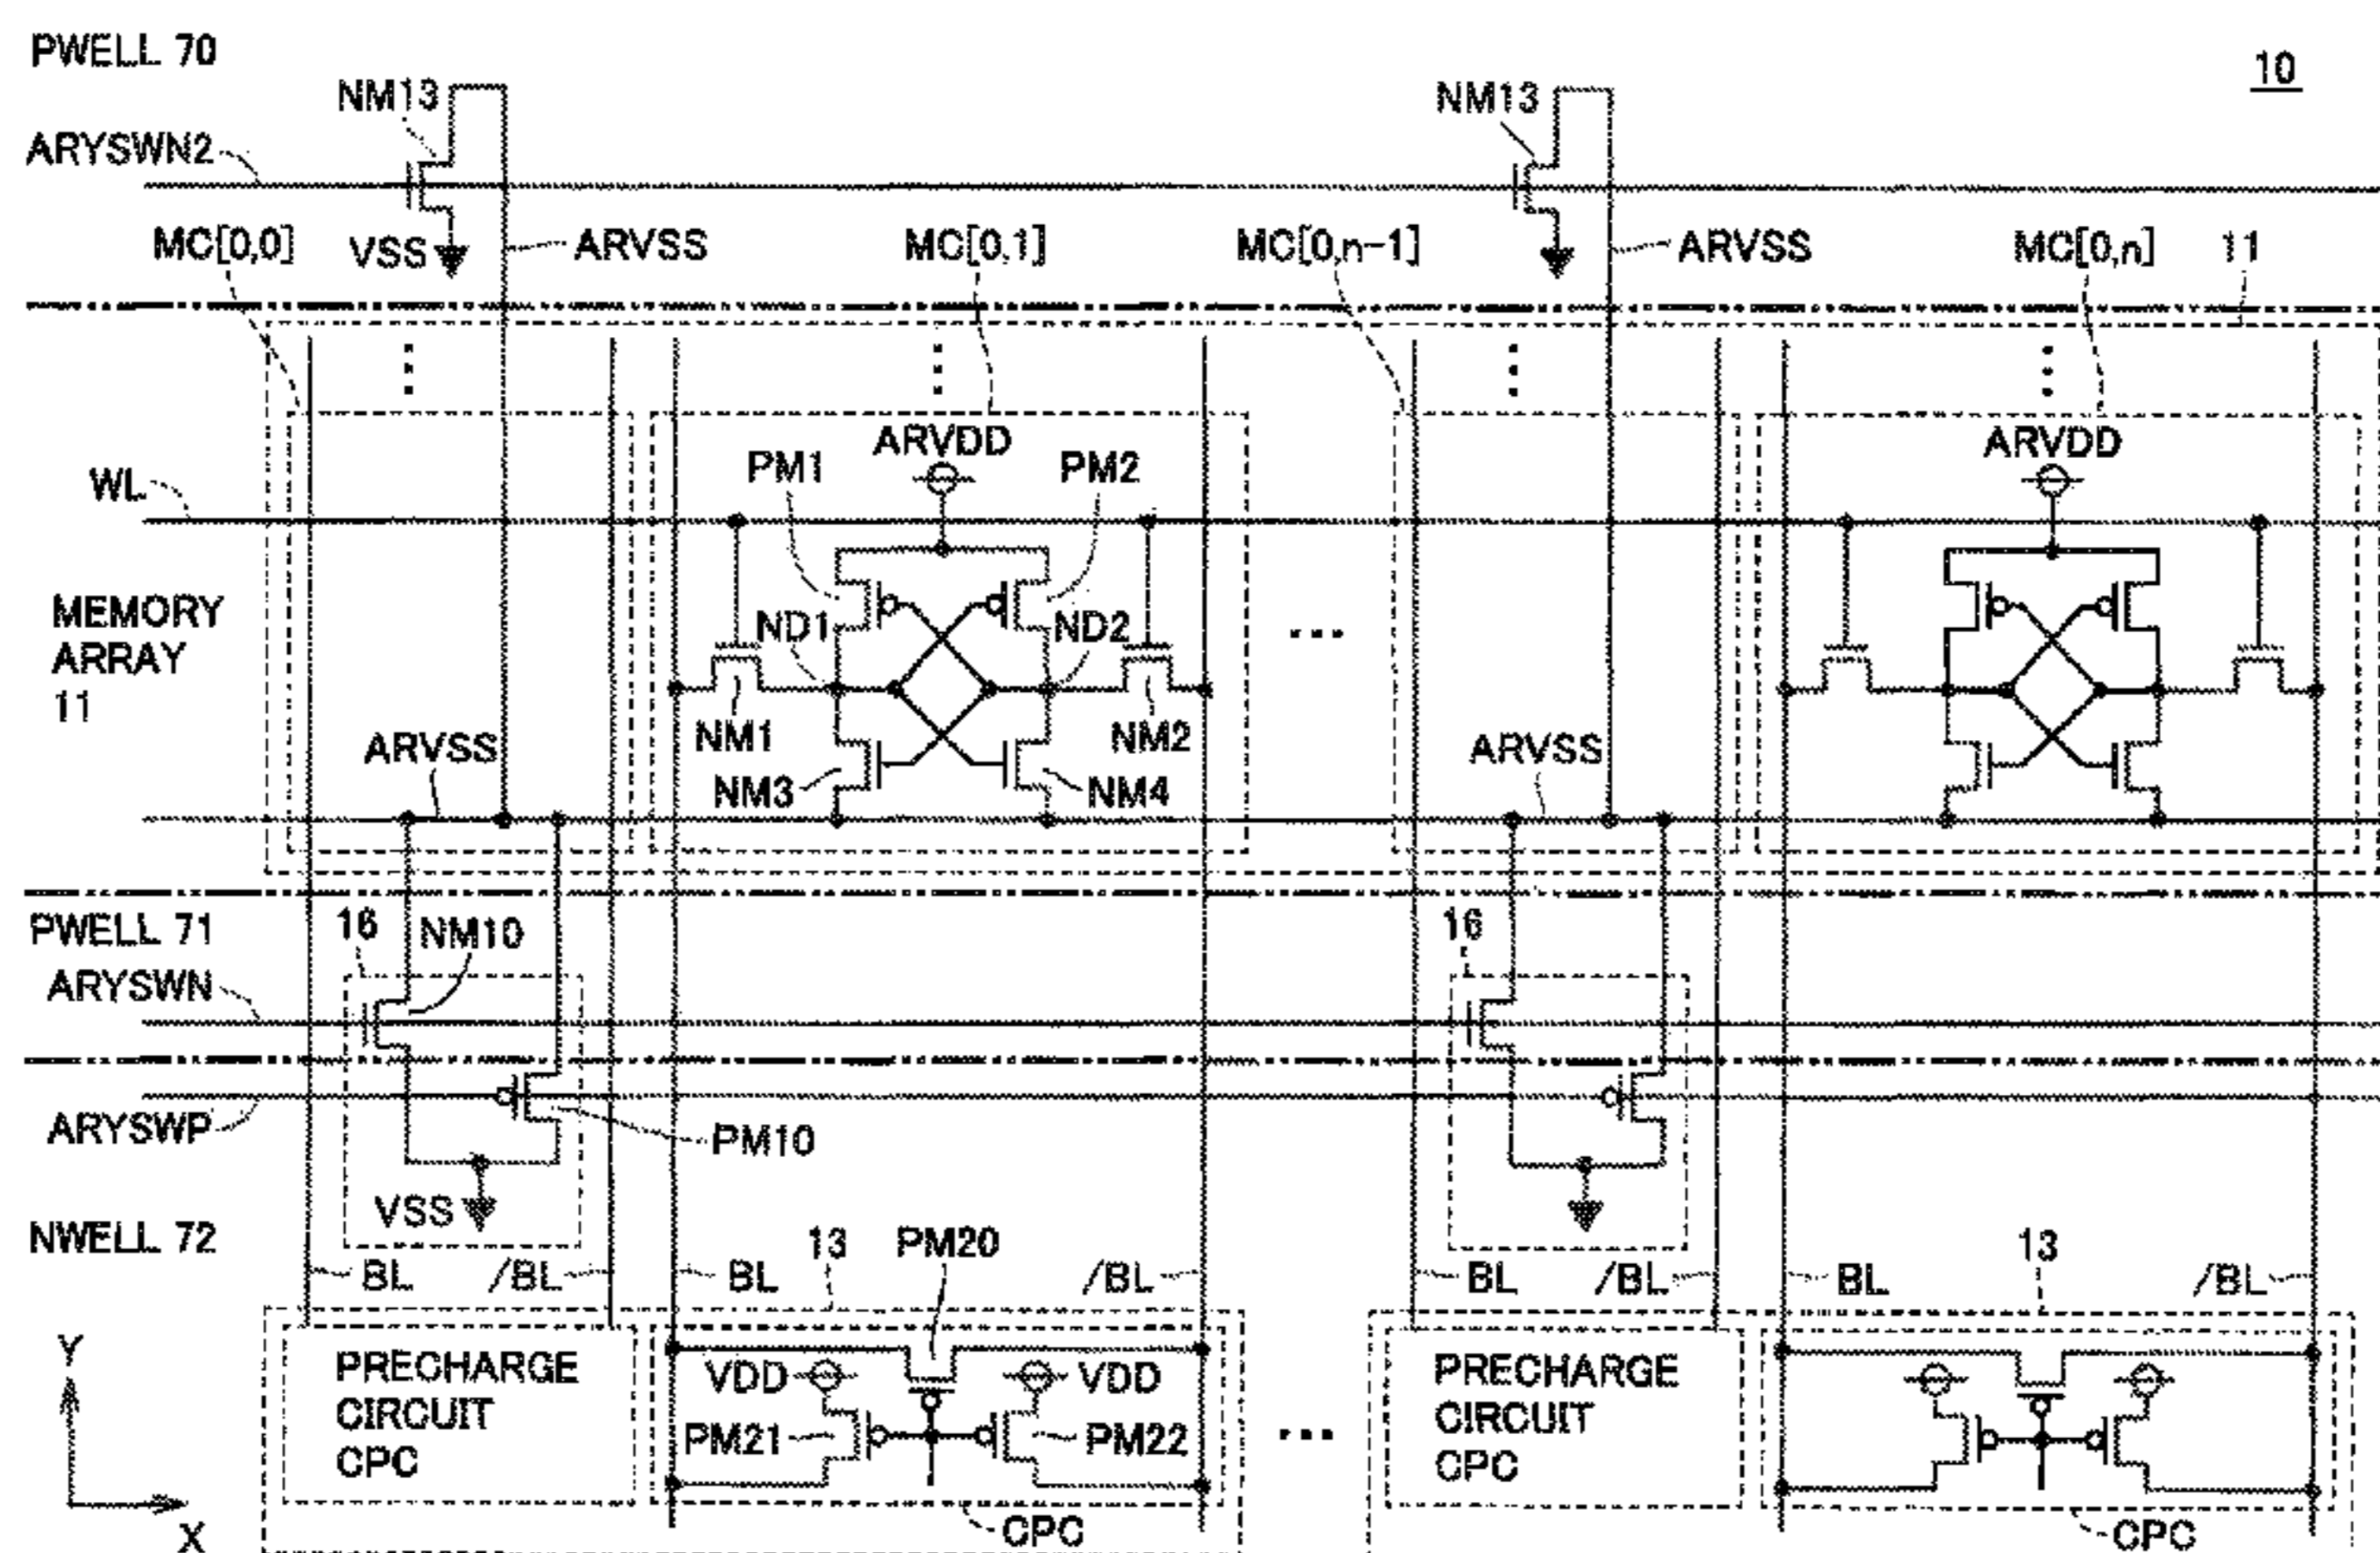 PWELL 70
10
NM13
NM13
ARYSWN2
VSS
ARVSS
ARVSS
MC[0,0]
MC[0,1]
MC[0,n-1]
MC[0,n]
11
ARVDD
ARVDD
PM1
PM2
WL
MEMORY
ARRAY
11
ND1
ND2
NM1
NM2
ARVSS
ARVSS
NM3
NM4
PWELL 71
16
NM10
16
ARYSWN
ARYSWP
PM10
VSS
NWELL 72
13
PM20
13
BL
/BL
BL
/BL
BL
/BL
BL
/BL
Y
X
PRECHARGE
CIRCUIT
CPC
VDD
VDD
PM21
PM22
CPC
PRECHARGE
CIRCUIT
CPC
CPC